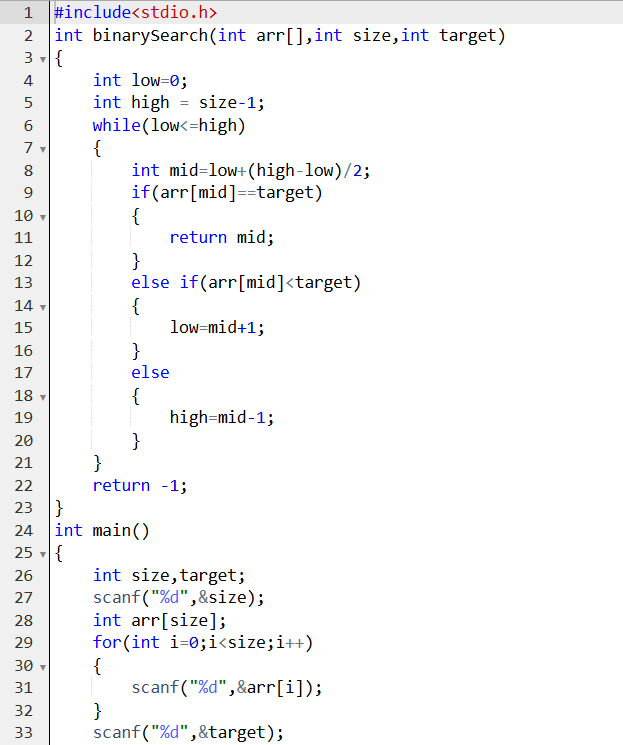 1 #include<stdio.h>
2 int binarySearch(int arr[],int size,int target)
3 {
4     int low=0;
5     int high = size-1;
6     while(low<=high)
7     {
8         int mid=low+(high-low)/2;
9         if(arr[mid]==target)
10         {
11             return mid;
12         }
13         else if(arr[mid]<target)
14         {
15             low=mid+1;
16         }
17         else
18         {
19             high=mid-1;
20         }
21     }
22     return -1;
23 }
24 int main()
25 {
26     int size,target;
27     scanf("%d",&size);
28     int arr[size];
29     for(int i=0;i<size;i++)
30     {
31         scanf("%d",&arr[i]);
32     }
33     scanf("%d",&target);